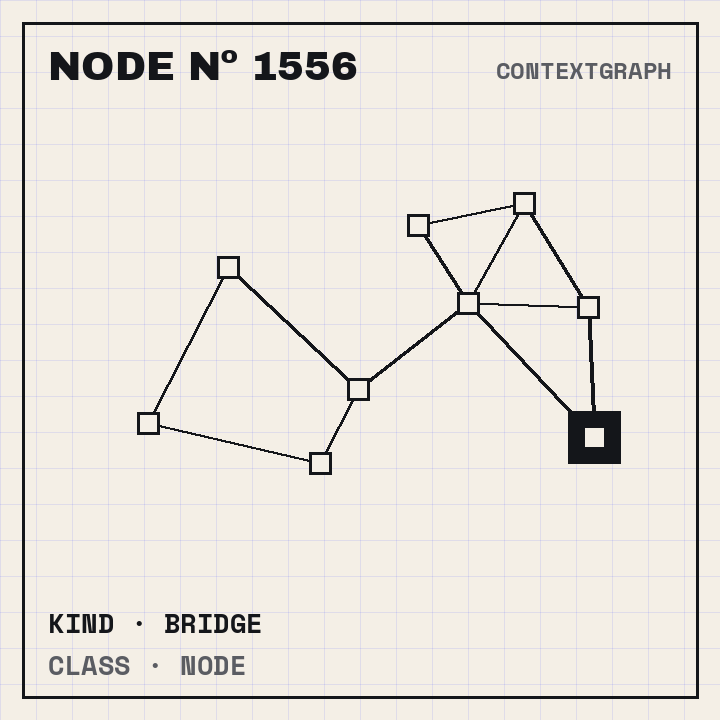 NODE Nº 1556
CONTEXTGRAPH
KIND · BRIDGE
CLASS · NODE